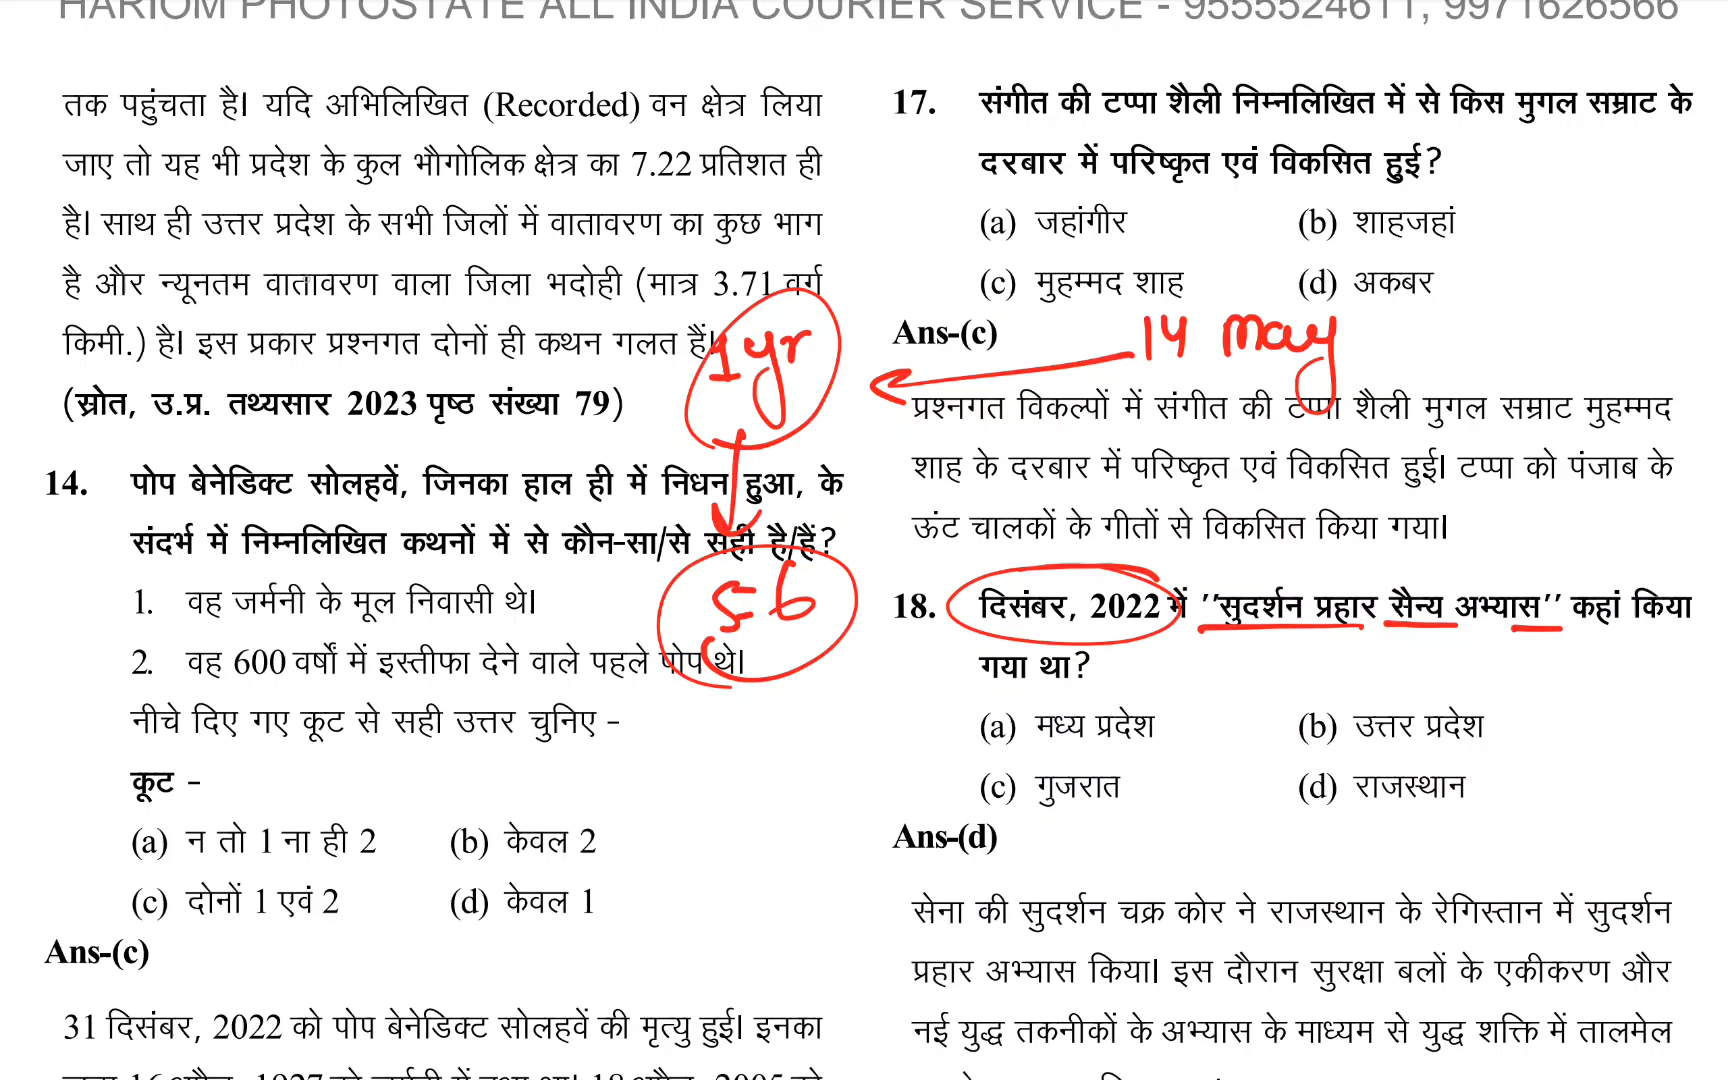 HARIOM PHOTOSTATE ALL INDIA COURIER SERVICE - 9555524611, 9971626566
तक पहुंचता है। यदि अभिलिखित (Recorded) वन क्षेत्र लिया
जाए तो यह भी प्रदेश के कुल भौगोलिक क्षेत्र का 7.22 प्रतिशत ही
है। साथ ही उत्तर प्रदेश के सभी जिलों में वातावरण का कुछ भाग
है और न्यूनतम वातावरण वाला जिला भदोही (मात्र 3.71 वर्ग
किमी.) है। इस प्रकार प्रश्नगत दोनों ही कथन गलत हैं।
(स्रोत, उ.प्र. तथ्यसार 2023 पृष्ठ संख्या 79)
1yr
14. पोप बेनेडिक्ट सोलहवें, जिनका हाल ही में निधन हुआ, के
संदर्भ में निम्नलिखित कथनों में से कौन-सा/से सही है/हैं?
1. वह जर्मनी के मूल निवासी थे।
5-6
2. वह 600 वर्षों में इस्तीफा देने वाले पहले पोप थे।
नीचे दिए गए कूट से सही उत्तर चुनिए -
कूट -
(a) न तो 1 ना ही 2 (b) केवल 2
(c) दोनों 1 एवं 2 (d) केवल 1
Ans-(c)
31 दिसंबर, 2022 को पोप बेनेडिक्ट सोलहवें की मृत्यु हुई। इनका
17. संगीत की टप्पा शैली निम्नलिखित में से किस मुगल सम्राट के
दरबार में परिष्कृत एवं विकसित हुई?
(a) जहांगीर (b) शाहजहां
(c) मुहम्मद शाह (d) अकबर
Ans-(c)
14 may
प्रश्नगत विकल्पों में संगीत की टप्पा शैली मुगल सम्राट मुहम्मद
शाह के दरबार में परिष्कृत एवं विकसित हुई। टप्पा को पंजाब के
ऊंट चालकों के गीतों से विकसित किया गया।
18. दिसंबर, 2022 में ''सुदर्शन प्रहार सैन्य अभ्यास'' कहां किया
गया था?
(a) मध्य प्रदेश (b) उत्तर प्रदेश
(c) गुजरात (d) राजस्थान
Ans-(d)
सेना की सुदर्शन चक्र कोर ने राजस्थान के रेगिस्तान में सुदर्शन
प्रहार अभ्यास किया। इस दौरान सुरक्षा बलों के एकीकरण और
नई युद्ध तकनीकों के अभ्यास के माध्यम से युद्ध शक्ति में तालमेल